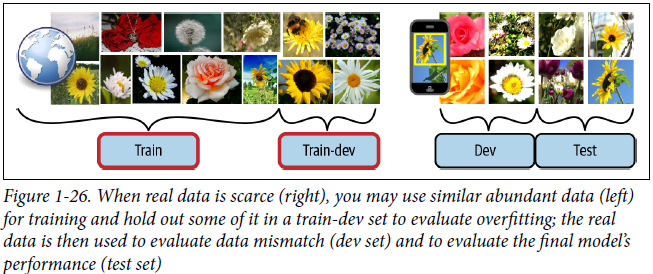 Train
Train-dev
Dev
Test
Figure 1-26. When real data is scarce (right), you may use similar abundant data (left)
for training and hold out some of it in a train-dev set to evaluate overfitting; the real
data is then used to evaluate data mismatch (dev set) and to evaluate the final model’s
performance (test set)